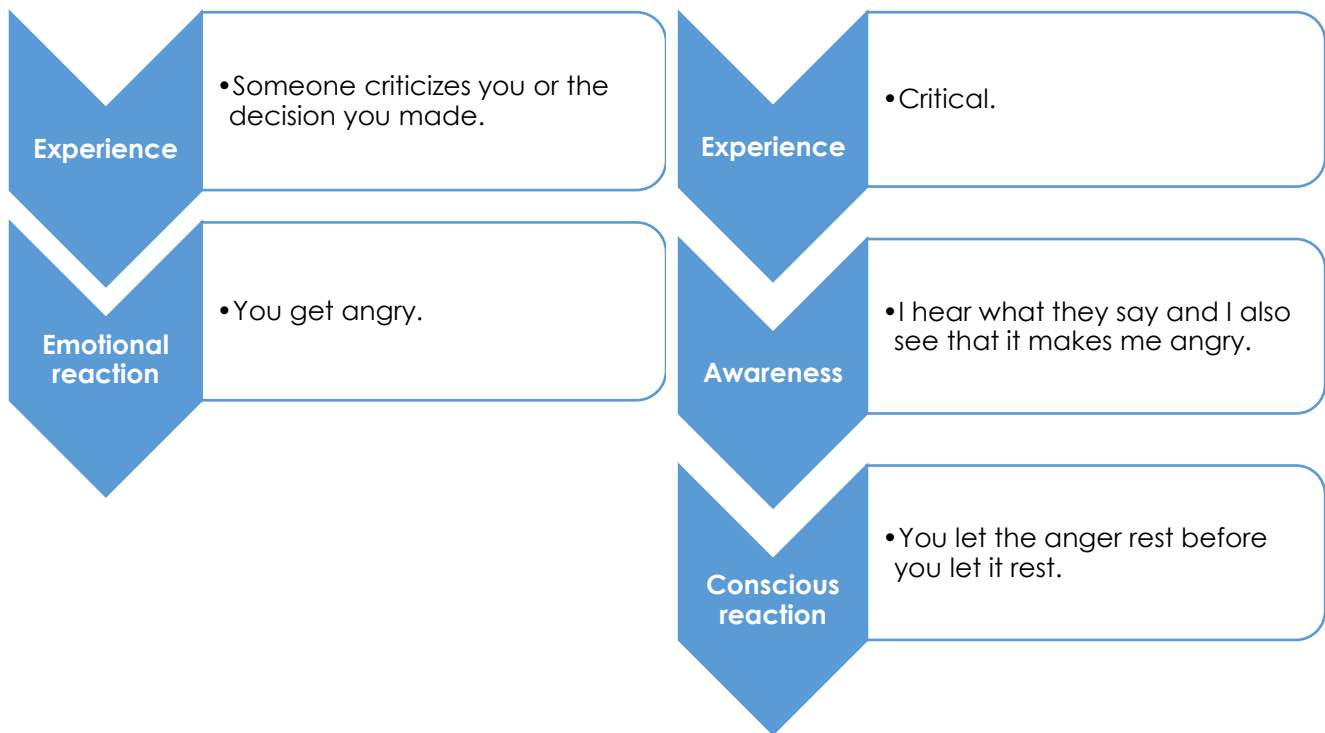 Experience
•Someone criticizes you or the
decision you made.
Emotional
reaction
•You get angry.
Experience
•Critical.
Awareness
•I hear what they say and I also
see that it makes me angry.
Conscious
reaction
•You let the anger rest before
you let it rest.